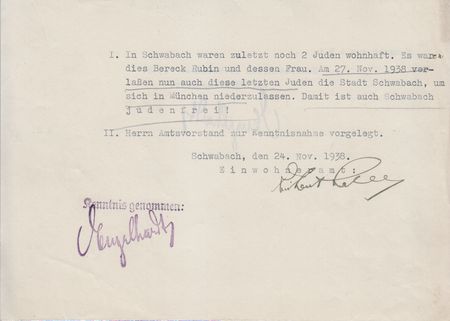 I. In Schwabach waren zuletzt noch 2 Juden wohnhaft. Es waren
dies Bereck Rubin und dessen Frau. Am 27. Nov. 1938 ver-
laßen nun auch diese letzten Juden die Stadt Schwabach, um
sich in München niederzulassen. Damit ist auch Schwabach
judenfrei!
II. Herrn Amtsvorstand zur Kenntnisnahme vorgelegt.
Schwabach, den 24. Nov. 1938.
Einwohneramt:
Kenntnis genommen:
Engelhardt